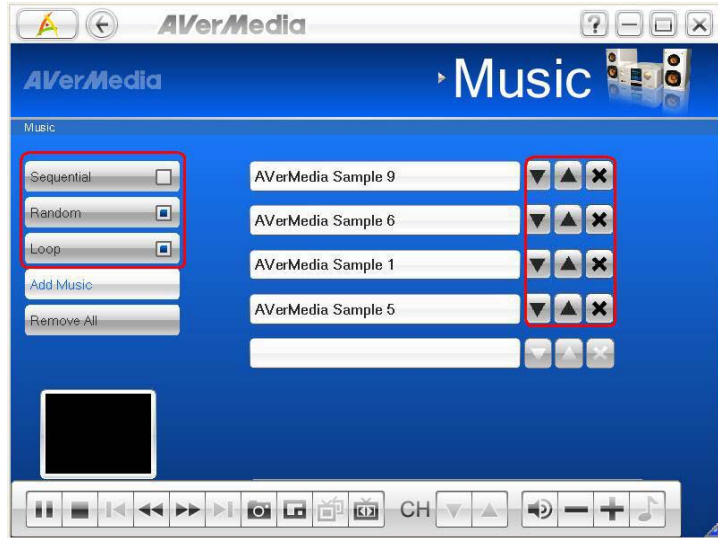 AVerMedia
?
AVerMedia
Music
Music
Sequential
Random
Loop
Add Music
Remove All
AVerMedia Sample 9
AVerMedia Sample 6
AVerMedia Sample 1
AVerMedia Sample 5
CH